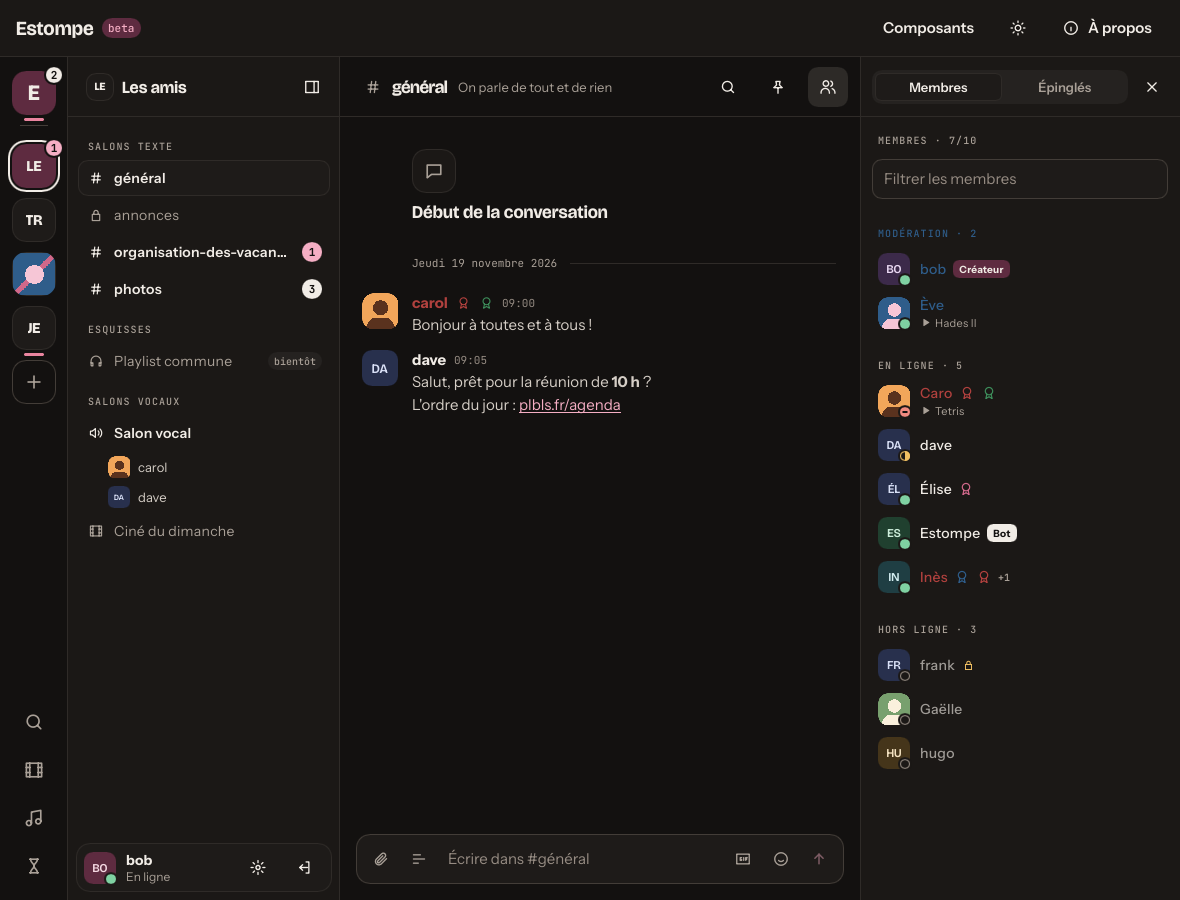 Estompe beta
Composants
À propos
E 2
LE 1
TR
JE
LE Les amis
SALONS TEXTE
# général
annonces
# organisation-des-vacan... 1
# photos 3
ESQUISSES
Playlist commune bientôt
SALONS VOCAUX
Salon vocal
carol
DA dave
Ciné du dimanche
BO bob
En ligne
# général On parle de tout et de rien
Début de la conversation
Jeudi 19 novembre 2026
carol 09:00
Bonjour à toutes et à tous !
DA dave 09:05
Salut, prêt pour la réunion de 10 h ?
L'ordre du jour : plbls.fr/agenda
Écrire dans #général
GIF
Membres Épinglés
MEMBRES · 7/10
Filtrer les membres
MODÉRATION · 2
BO bob Créateur
Ève
Hades II
EN LIGNE · 5
Caro
Tetris
DA dave
ÉL Élise
ES Estompe Bot
IN Inès +1
HORS LIGNE · 3
FR frank
Gaëlle
HU hugo